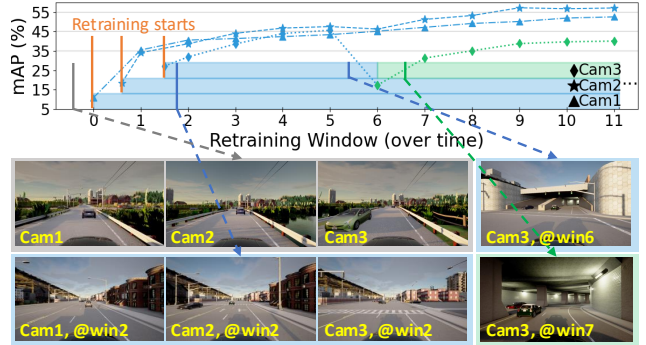 55
45
35
25
15
5
mAP (%)
Retraining starts
Cam3
Cam2 ...
Cam1
0 1 2 3 4 5 6 7 8 9 10 11
Retraining Window (over time)
Cam1
Cam2
Cam3
Cam3, @win6
Cam1, @win2
Cam2, @win2
Cam3, @win2
Cam3, @win7